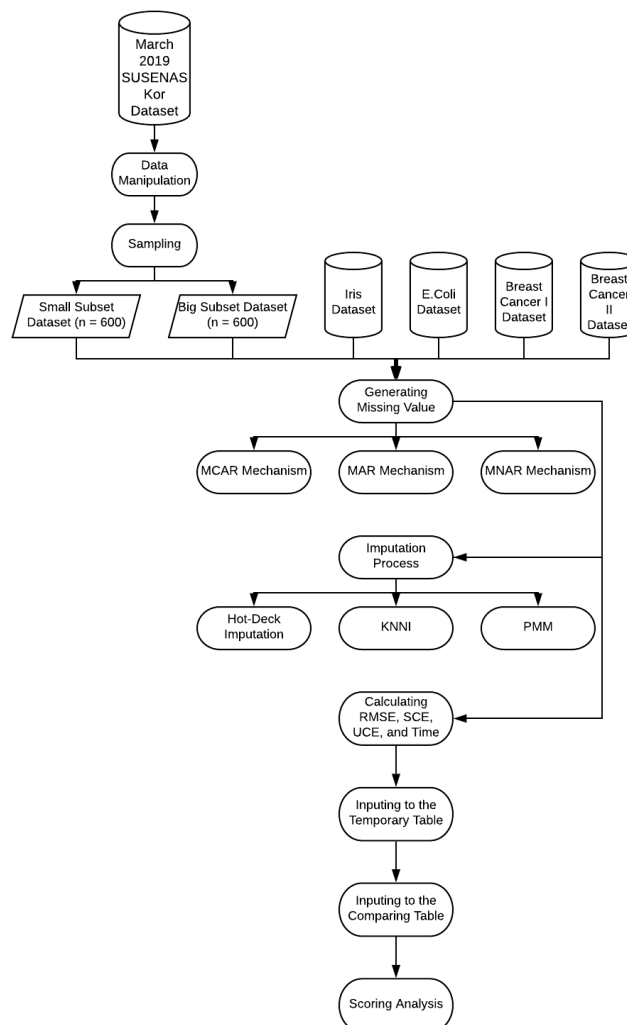 March
2019
SUSENAS
Kor
Dataset
Data
Manipulation
Sampling
Small Subset
Dataset (n = 600)
Big Subset Dataset
(n = 600)
Iris
Dataset
E.Coli
Dataset
Breast
Cancer I
Dataset
Breast
Cancer
II
Dataset
Generating
Missing Value
MCAR Mechanism
MAR Mechanism
MNAR Mechanism
Imputation
Process
Hot-Deck
Imputation
KNNI
PMM
Calculating
RMSE, SCE,
UCE, and Time
Inputing to the
Temporary Table
Inputing to the
Comparing Table
Scoring Analysis